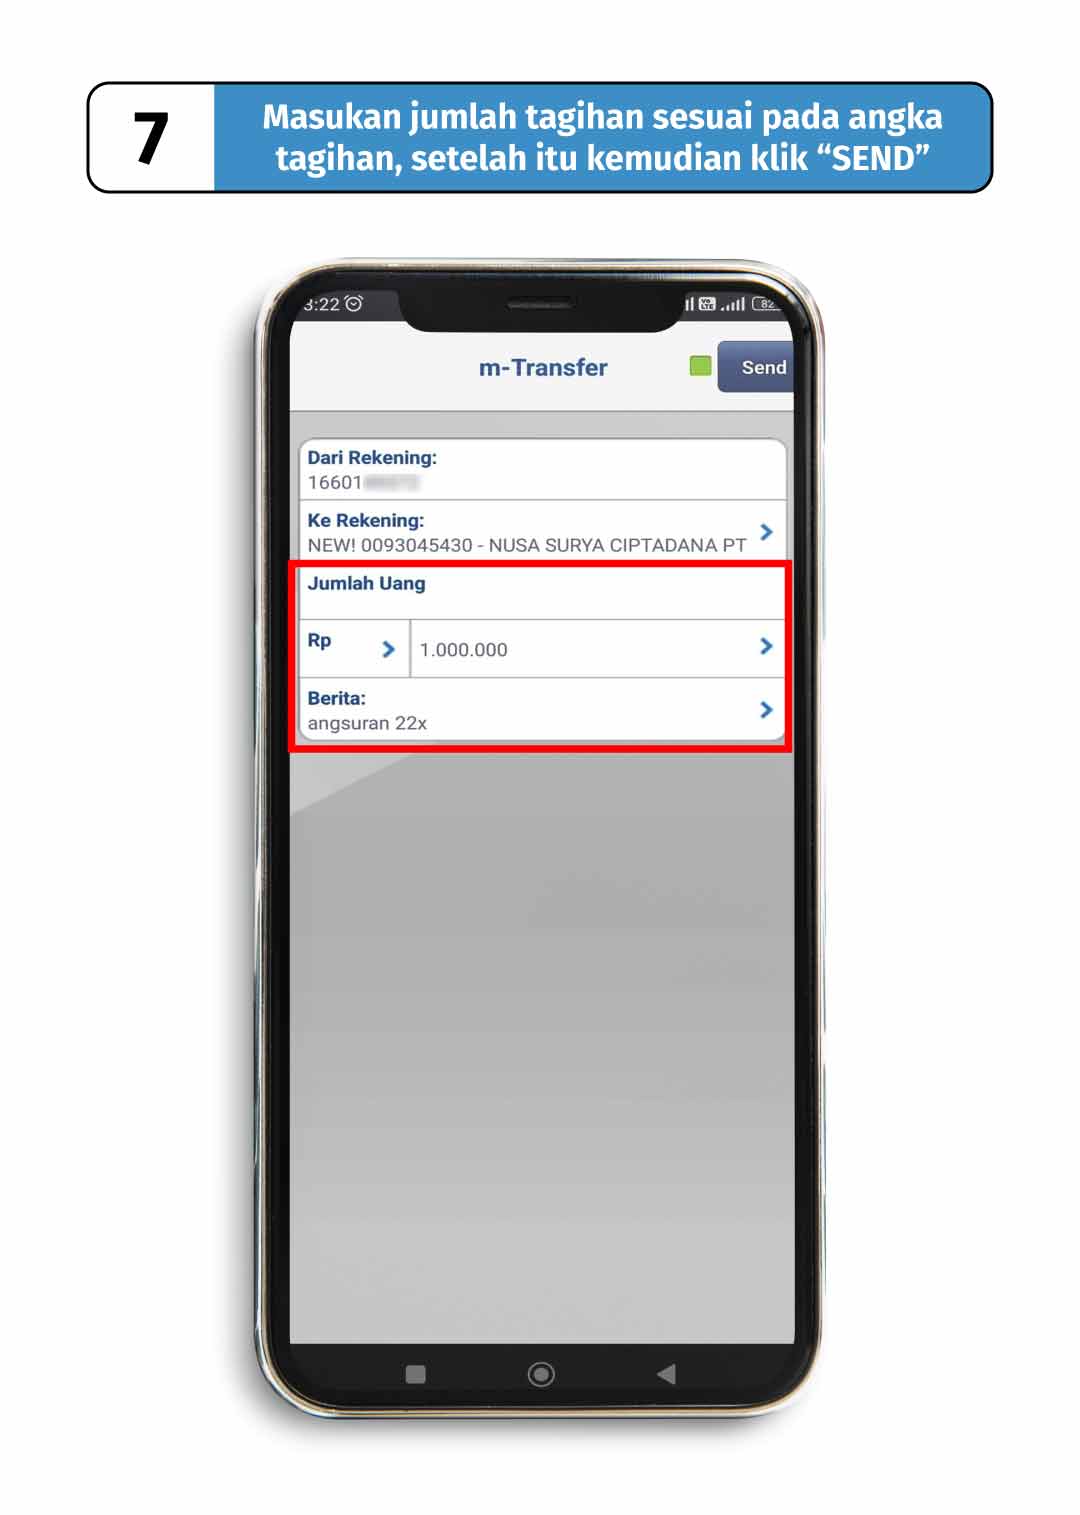 7
Masukan jumlah tagihan sesuai pada angka
tagihan, setelah itu kemudian klik “SEND”
3:22
82
m-Transfer
Send
Dari Rekening:
16601
Ke Rekening:
NEW! 0093045430 - NUSA SURYA CIPTADANA PT
Jumlah Uang
Rp
1.000.000
Berita:
angsuran 22x